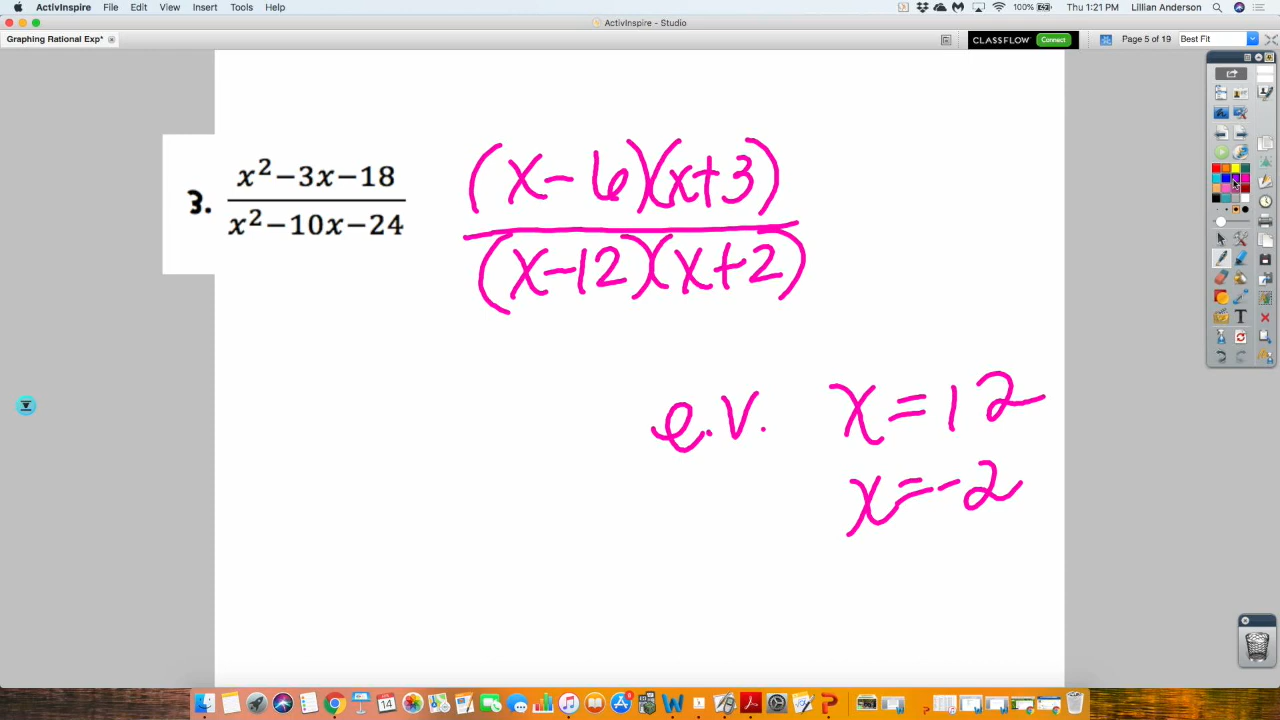 ActivInspire File Edit View Insert Tools Help 100% Thu 1:21 PM Lillian Anderson
ActivInspire - Studio
Graphing Rational Exp* CLASSFLOW Connect Page 5 of 19 Best Fit
3. x²−3x−18 / x²−10x−24
(x-6)(x+3)
(x-12)(x+2)
e.v. x=12
x=-2